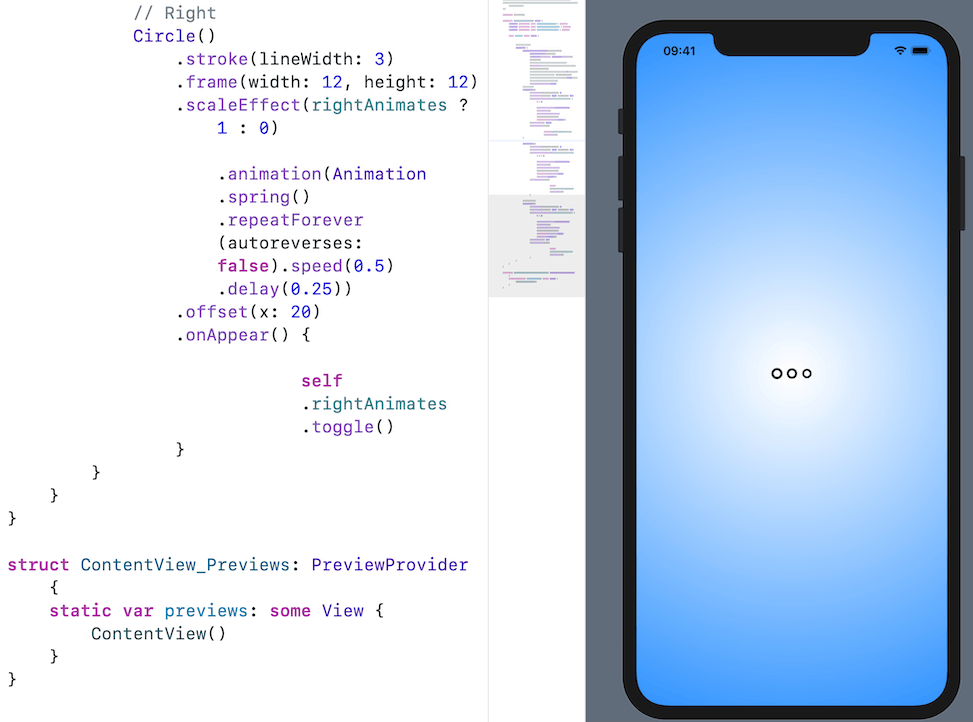 // Right
Circle()
.stroke(lineWidth: 3)
.frame(width: 12, height: 12)
.scaleEffect(rightAnimates ?
1 : 0)
.animation(Animation
.spring()
.repeatForever
(autoreverses:
false).speed(0.5)
.delay(0.25))
.offset(x: 20)
.onAppear() {
self
.rightAnimates
.toggle()
}
}
}
}
struct ContentView_Previews: PreviewProvider
{
static var previews: some View {
ContentView()
}
}
09:41